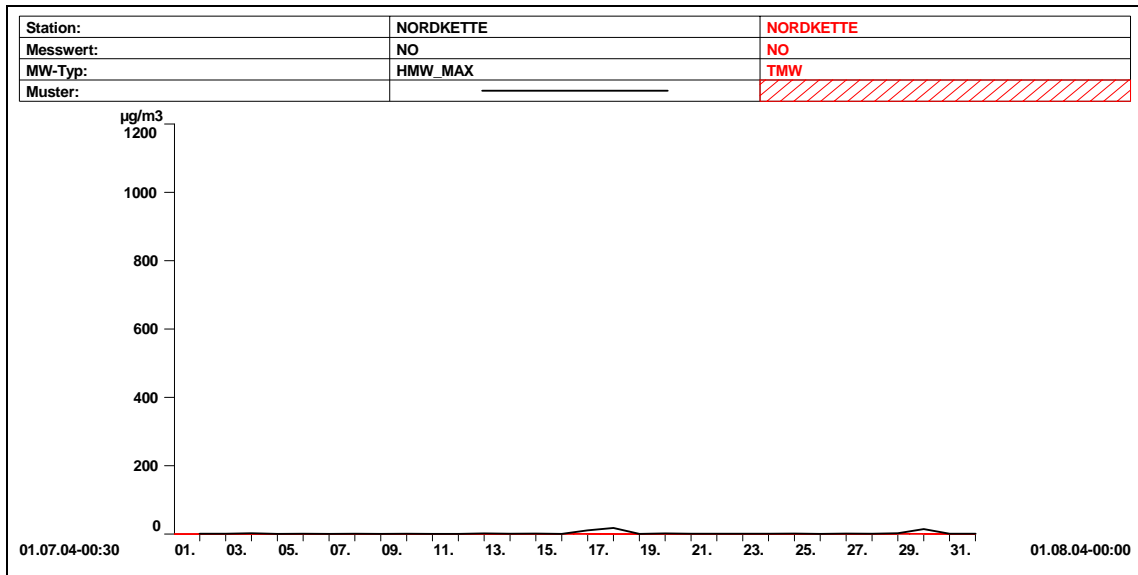 Station: NORDKETTE NORDKETTE
Messwert: NO NO
MW-Typ: HMW_MAX TMW
Muster:
µg/m3
1200
1000
800
600
400
200
0
01.07.04-00:30 01. 03. 05. 07. 09. 11. 13. 15. 17. 19. 21. 23. 25. 27. 29. 31. 01.08.04-00:00